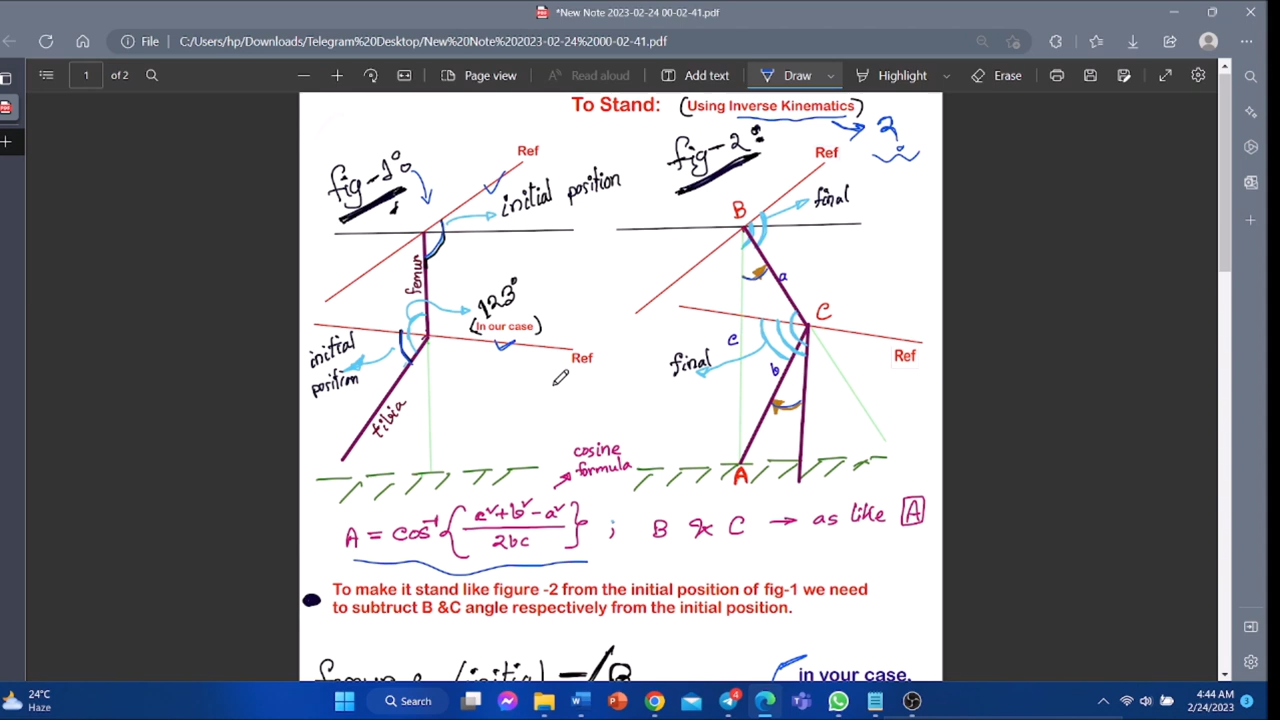 *New Note 2023-02-24 00-02-41.pdf
File
C:/Users/hp/Downloads/Telegram%20Desktop/New%20Note%202023-02-24%2000-02-41.pdf
1 of 2
Page view
Read aloud
Add text
Draw
Highlight
Erase
To Stand: (Using Inverse Kinematics)
?
fig-1:
Ref
initial position
femur
123°
(In our case)
Ref
initial
position
tibia
fig-2:
Ref
B
final
a
C
c
Ref
final
b
A
cosine
formula
A = cos⁻¹ { c²+b²-a² / 2bc } ; B & C → as like A
To make it stand like figure -2 from the initial position of fig-1 we need
to subtruct B &C angle respectively from the initial position.
in your case,
24°C
Haze
Search
4
4:44 AM
2/24/2023
3